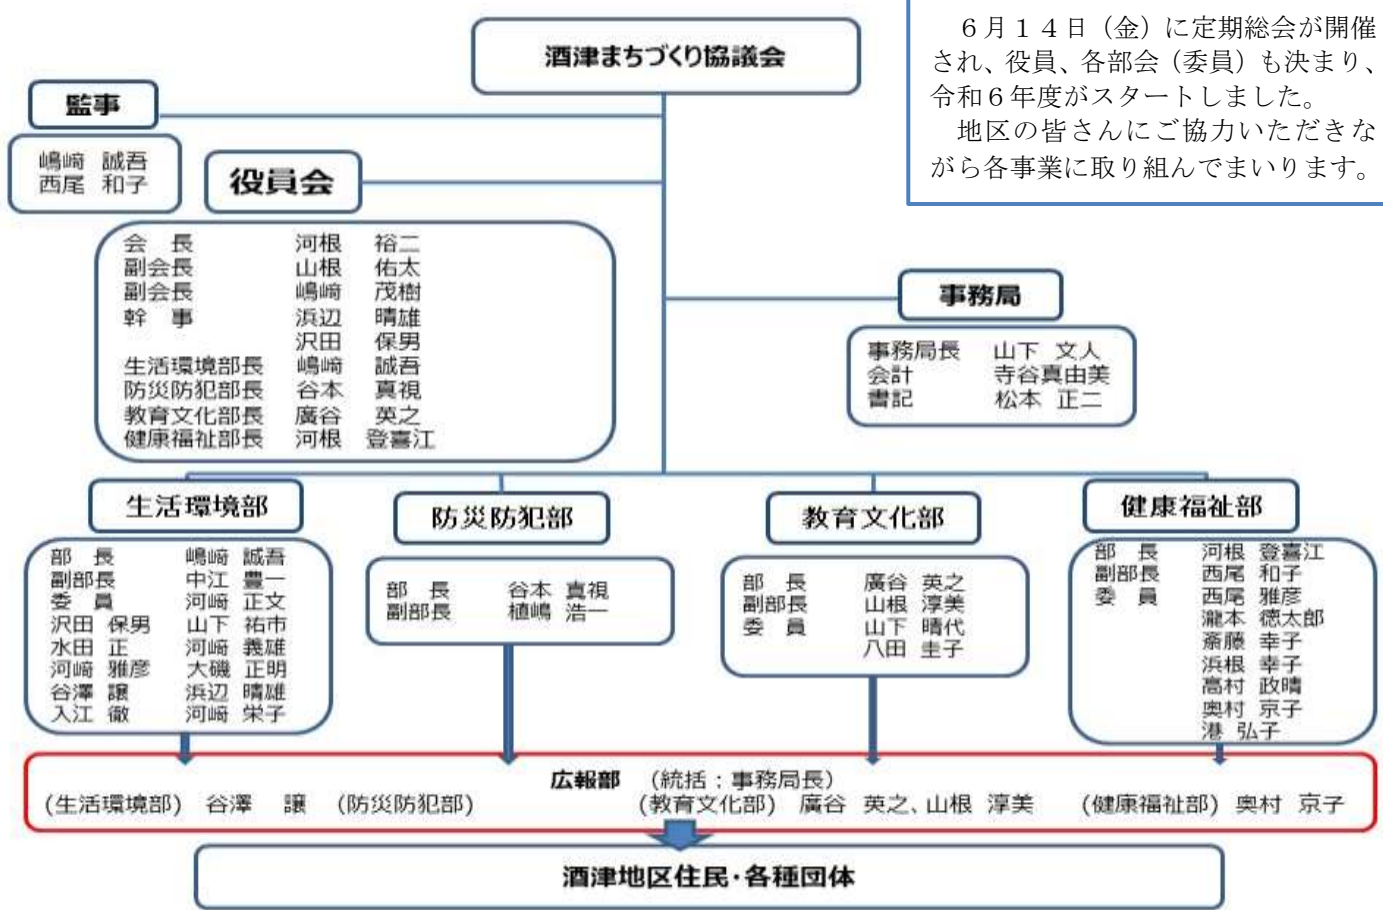 酒津まちづくり協議会
６月１４日（金）に定期総会が開催
され、役員、各部会（委員）も決まり、
令和６年度がスタートしました。
地区の皆さんにご協力いただきな
がら各事業に取り組んでまいります。
監事
嶋﨑 誠吾
西尾 和子
役員会
会 長 河根 裕二
副会長 山根 佑太
副会長 嶋﨑 茂樹
幹 事 浜辺 晴雄
沢田 保男
生活環境部長 嶋﨑 誠吾
防災防犯部長 谷本 真視
教育文化部長 廣谷 英之
健康福祉部長 河根 登喜江
事務局
事務局長 山下 文人
会計 寺谷真由美
書記 松本 正二
生活環境部
部 長 嶋﨑 誠吾
副部長 中江 豊一
委 員 河﨑 正文
沢田 保男 山下 祐市
水田 正 河﨑 義雄
河﨑 雅彦 大磯 正明
谷澤 譲 浜辺 晴雄
入江 徹 河﨑 栄子
防災防犯部
部 長 谷本 真視
副部長 植嶋 浩一
教育文化部
部 長 廣谷 英之
副部長 山根 淳美
委 員 山下 晴代
八田 圭子
健康福祉部
部 長 河根 登喜江
副部長 西尾 和子
委 員 西尾 雅彦
瀧本 徳太郎
斎藤 幸子
浜根 幸子
高村 政晴
奥村 京子
港 弘子
広報部 （統括：事務局長）
(生活環境部) 谷澤 譲 (防災防犯部) (教育文化部) 廣谷 英之、山根 淳美 (健康福祉部) 奥村 京子
酒津地区住民・各種団体